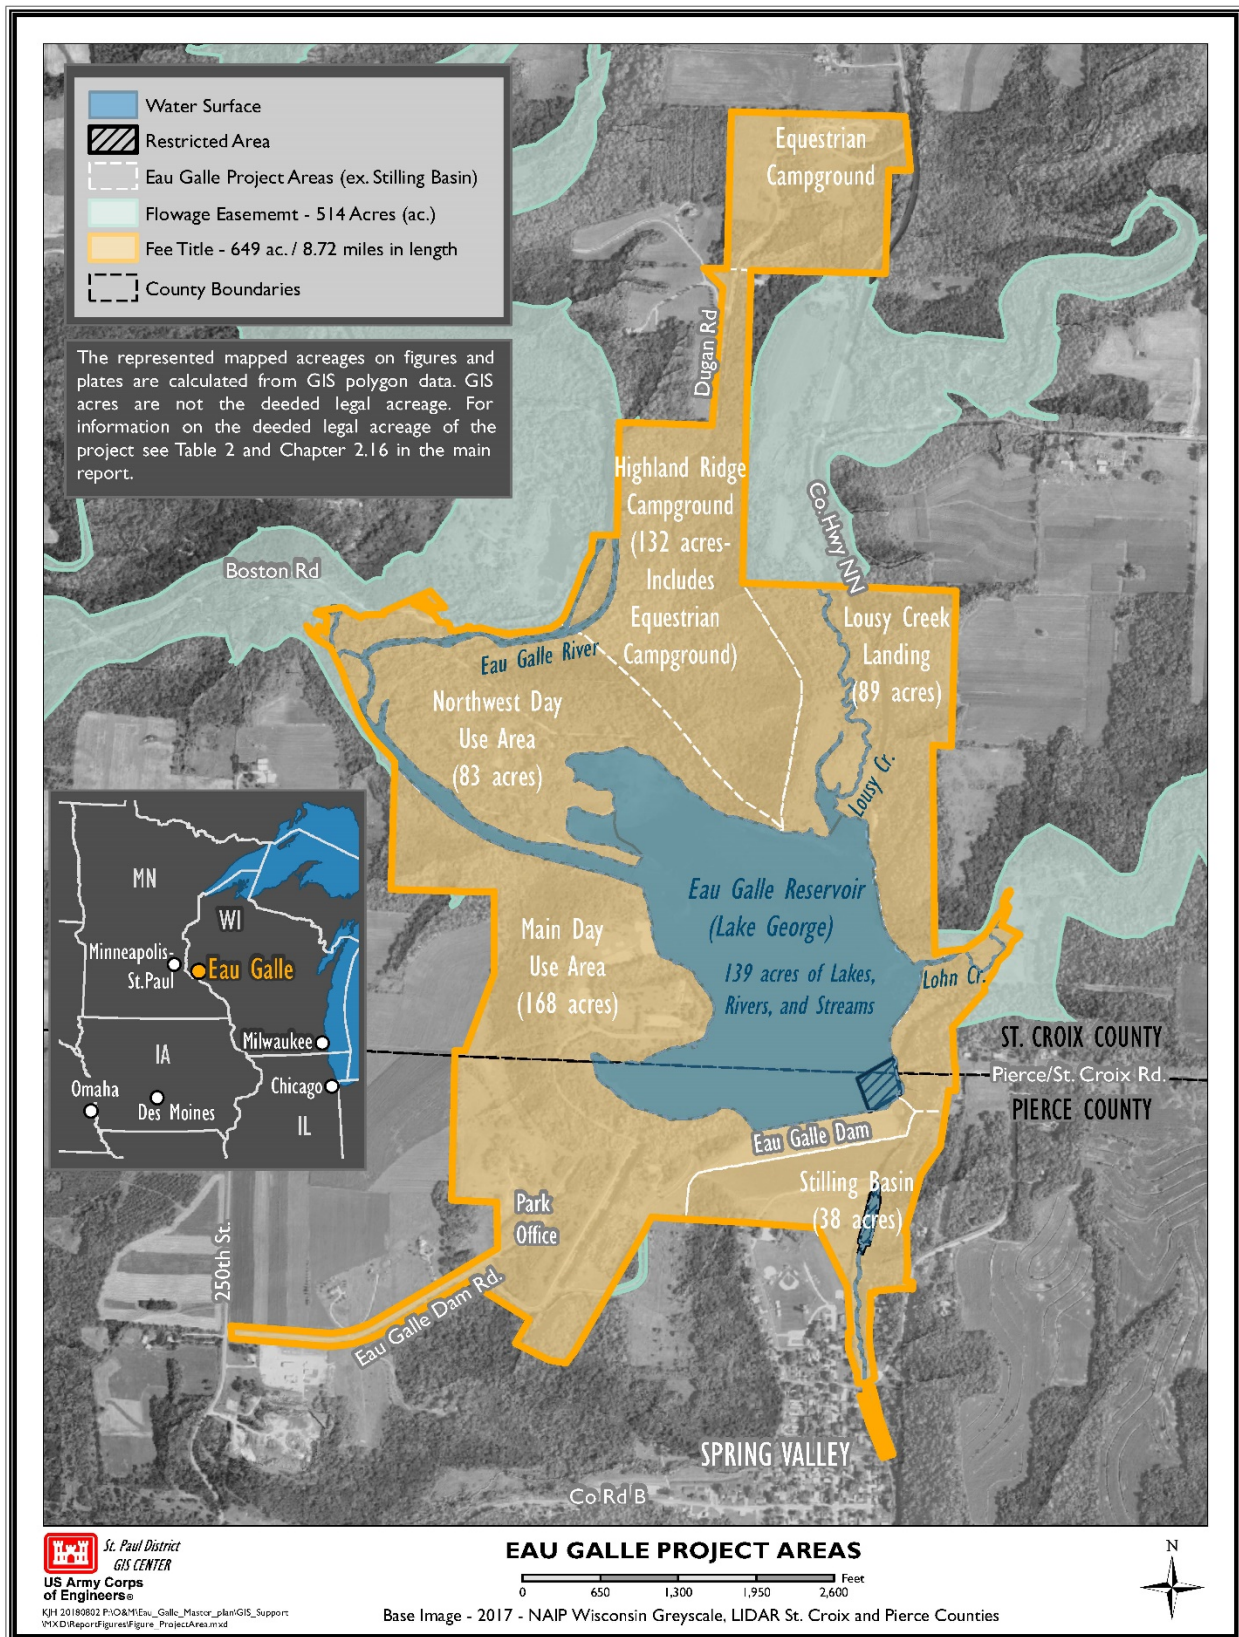 Water Surface
Restricted Area
Eau Galle Project Areas (ex. Stilling Basin)
Flowage Easememt - 514 Acres (ac.)
Fee Title - 649 ac. / 8.72 miles in length
County Boundaries
The represented mapped acreages on figures and
plates are calculated from GIS polygon data. GIS
acres are not the deeded legal acreage. For
information on the deeded legal acreage of the
project see Table 2 and Chapter 2.16 in the main
report.
Equestrian
Campground
Dugan Rd
Highland Ridge
Campground
(132 acres-
Includes
Equestrian
Campground)
Co. Hwy NN
Boston Rd
Eau Galle River
Lousy Creek
Landing
(89 acres)
Northwest Day
Use Area
(83 acres)
Lousy Cr.
MN
WI
Minneapolis-
St.Paul
Eau Galle
Milwaukee
IA
Omaha
Des Moines
Chicago
IL
Eau Galle Reservoir
(Lake George)
139 acres of Lakes,
Rivers, and Streams
Main Day
Use Area
(168 acres)
Lohn Cr.
ST. CROIX COUNTY
Pierce/St. Croix Rd.
PIERCE COUNTY
Eau Galle Dam
Stilling Basin
(38 acres)
Park
Office
250th St.
Eau Galle Dam Rd.
SPRING VALLEY
Co Rd B
St. Paul District
GIS CENTER
US Army Corps
of Engineers®
KJH 20180802 P:\O&M\Eau_Galle_Master_plan\GIS_Support
\MXD\ReportFigures\Figure_ProjectArea.mxd
EAU GALLE PROJECT AREAS
Feet
0 650 1,300 1,950 2,600
Base Image - 2017 - NAIP Wisconsin Greyscale, LIDAR St. Croix and Pierce Counties
N